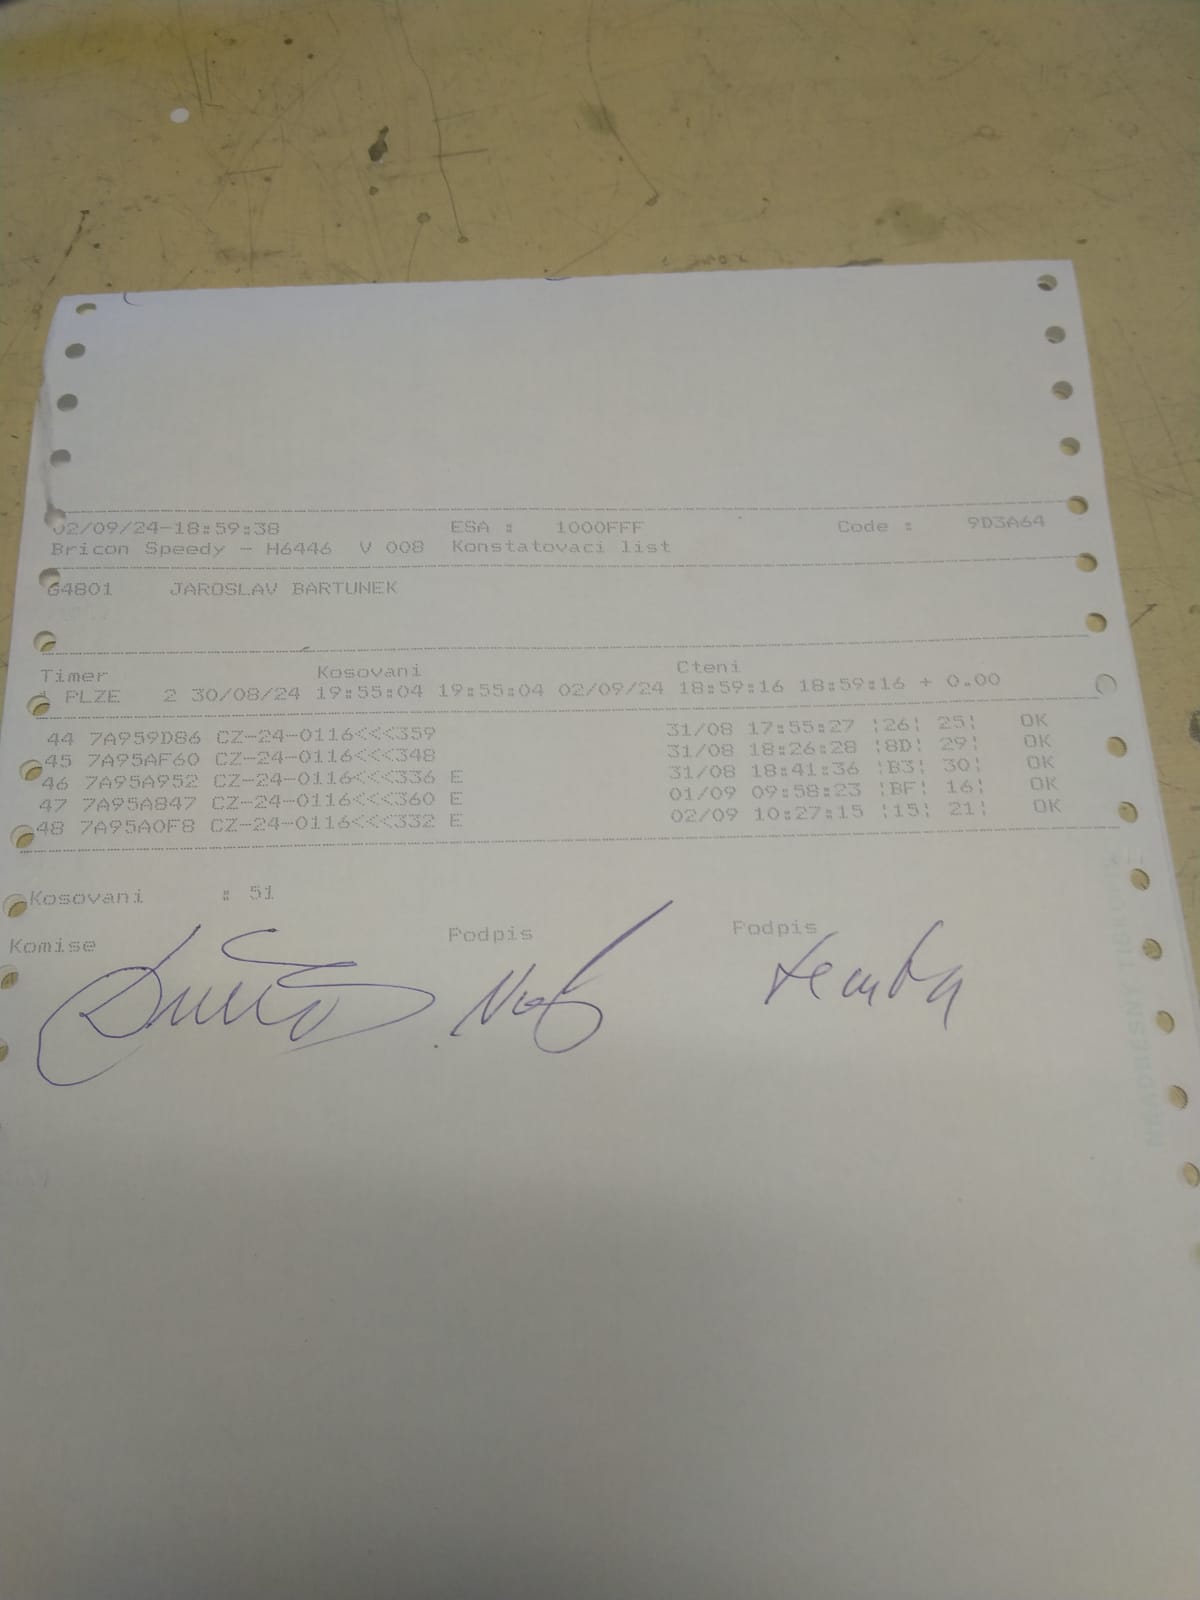 02/09/24-18:59:38 ESA : 1000FFF Code : 9D3A64
Bricon Speedy - H6446 V 008 Konstatovaci list
G4801 JAROSLAV BARTUNEK
Timer Kosovani Cteni
PLZE 2 30/08/24 19:55:04 19:55:04 02/09/24 18:59:16 18:59:16 + 0.00
44 7A959D86 CZ-24-0116<<<359 31/08 17:55:27 ¦26¦ 25¦ OK
45 7A95AF60 CZ-24-0116<<<348 31/08 18:26:28 ¦8D¦ 29¦ OK
46 7A95A952 CZ-24-0116<<<336 E 31/08 18:41:36 ¦B3¦ 30¦ OK
47 7A95A847 CZ-24-0116<<<360 E 01/09 09:58:23 ¦BF¦ 16¦ OK
48 7A95A0F8 CZ-24-0116<<<332 E 02/09 10:27:15 ¦15¦ 21¦ OK
Kosovani : 51
Komise Podpis Podpis